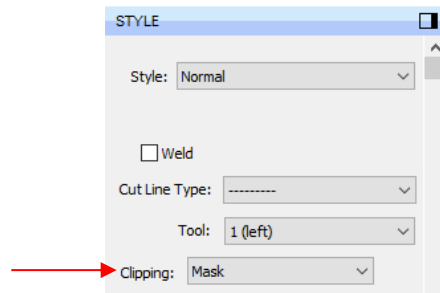 STYLE
Style: Normal
Weld
Cut Line Type: ---------
Tool: 1 (left)
Clipping: Mask